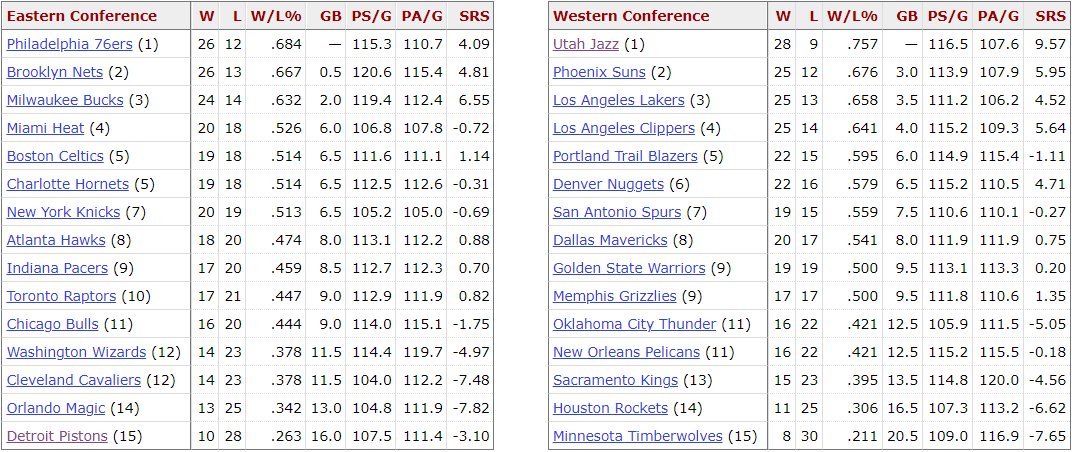 Eastern Conference W L W/L% GB PS/G PA/G SRS
Philadelphia 76ers (1) 26 12 .684 — 115.3 110.7 4.09
Brooklyn Nets (2) 26 13 .667 0.5 120.6 115.4 4.81
Milwaukee Bucks (3) 24 14 .632 2.0 119.4 112.4 6.55
Miami Heat (4) 20 18 .526 6.0 106.8 107.8 -0.72
Boston Celtics (5) 19 18 .514 6.5 111.6 111.1 1.14
Charlotte Hornets (5) 19 18 .514 6.5 112.5 112.6 -0.31
New York Knicks (7) 20 19 .513 6.5 105.2 105.0 -0.69
Atlanta Hawks (8) 18 20 .474 8.0 113.1 112.2 0.88
Indiana Pacers (9) 17 20 .459 8.5 112.7 112.3 0.70
Toronto Raptors (10) 17 21 .447 9.0 112.9 111.9 0.82
Chicago Bulls (11) 16 20 .444 9.0 114.0 115.1 -1.75
Washington Wizards (12) 14 23 .378 11.5 114.4 119.7 -4.97
Cleveland Cavaliers (12) 14 23 .378 11.5 104.0 112.2 -7.48
Orlando Magic (14) 13 25 .342 13.0 104.8 111.9 -7.82
Detroit Pistons (15) 10 28 .263 16.0 107.5 111.4 -3.10
Western Conference W L W/L% GB PS/G PA/G SRS
Utah Jazz (1) 28 9 .757 — 116.5 107.6 9.57
Phoenix Suns (2) 25 12 .676 3.0 113.9 107.9 5.95
Los Angeles Lakers (3) 25 13 .658 3.5 111.2 106.2 4.52
Los Angeles Clippers (4) 25 14 .641 4.0 115.2 109.3 5.64
Portland Trail Blazers (5) 22 15 .595 6.0 114.9 115.4 -1.11
Denver Nuggets (6) 22 16 .579 6.5 115.2 110.5 4.71
San Antonio Spurs (7) 19 15 .559 7.5 110.6 110.1 -0.27
Dallas Mavericks (8) 20 17 .541 8.0 111.9 111.9 0.75
Golden State Warriors (9) 19 19 .500 9.5 113.1 113.3 0.20
Memphis Grizzlies (9) 17 17 .500 9.5 111.8 110.6 1.35
Oklahoma City Thunder (11) 16 22 .421 12.5 105.9 111.5 -5.05
New Orleans Pelicans (11) 16 22 .421 12.5 115.2 115.5 -0.18
Sacramento Kings (13) 15 23 .395 13.5 114.8 120.0 -4.56
Houston Rockets (14) 11 25 .306 16.5 107.3 113.2 -6.62
Minnesota Timberwolves (15) 8 30 .211 20.5 109.0 116.9 -7.65